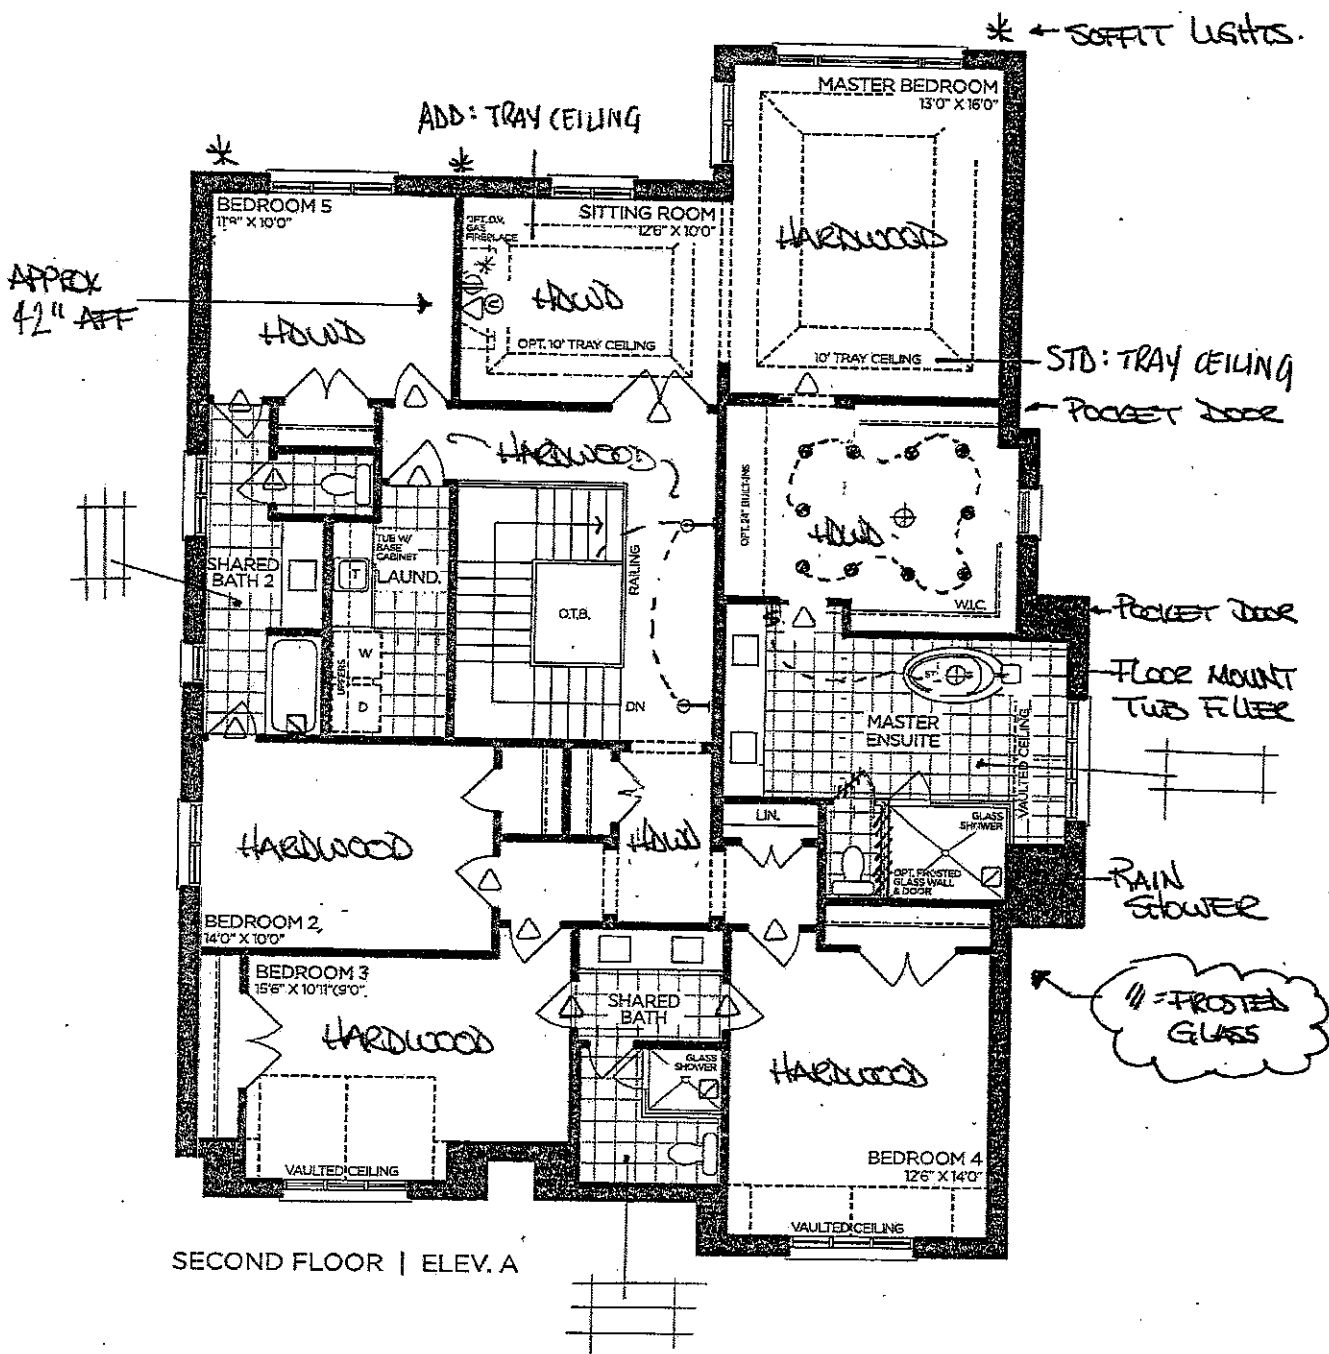 * ← SOFFIT LIGHTS.
MASTER BEDROOM
13'0" X 16'0"
ADD: TRAY CEILING
*
*
BEDROOM 5
11'9" X 10'0"
OPT. D.V.
GAS
FIREPLACE
SITTING ROOM
12'6" X 10'0"
HARDWOOD
APPROX
42" AFF
*
HDWD
HDWD
OPT. 10' TRAY CEILING
10' TRAY CEILING
STD: TRAY CEILING
POCKET DOOR
HARDWOOD
OPT. 24" BUILT-INS
HDWD
SHARED
BATH 2
TUB W/
BASE
CABINET
T
LAUND.
RAILING
O.T.B.
W.I.C.
POCKET DOOR
UPPERS
W
D
DN
MASTER
ENSUITE
VAULTED CEILING
FLOOR MOUNT
TUB FILLER
HARDWOOD
HDWD
LIN.
GLASS
SHOWER
OPT. FROSTED
GLASS WALL
& DOOR
RAIN
SHOWER
BEDROOM 2
14'0" X 10'0"
BEDROOM 3
15'6" X 10'11"(9'0"
HARDWOOD
SHARED
BATH
GLASS
SHOWER
HARDWOOD
// = FROSTED
GLASS
BEDROOM 4
12'6" X 14'0"
VAULTED CEILING
VAULTED CEILING
SECOND FLOOR | ELEV. A